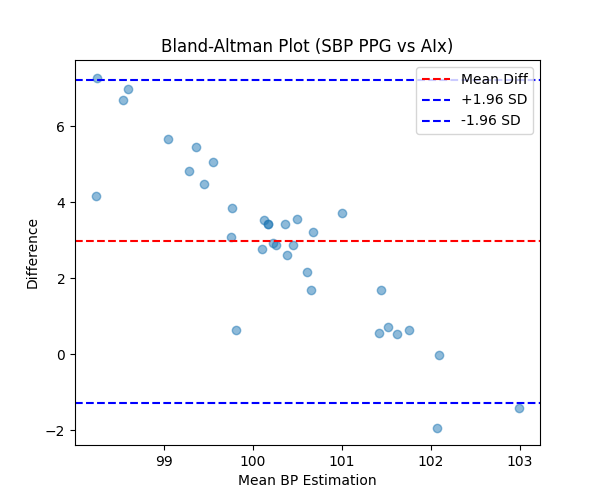 Bland-Altman Plot (SBP PPG vs AIx)
Mean Diff
+1.96 SD
-1.96 SD
6
4
2
0
−2
Difference
99
100
101
102
103
Mean BP Estimation